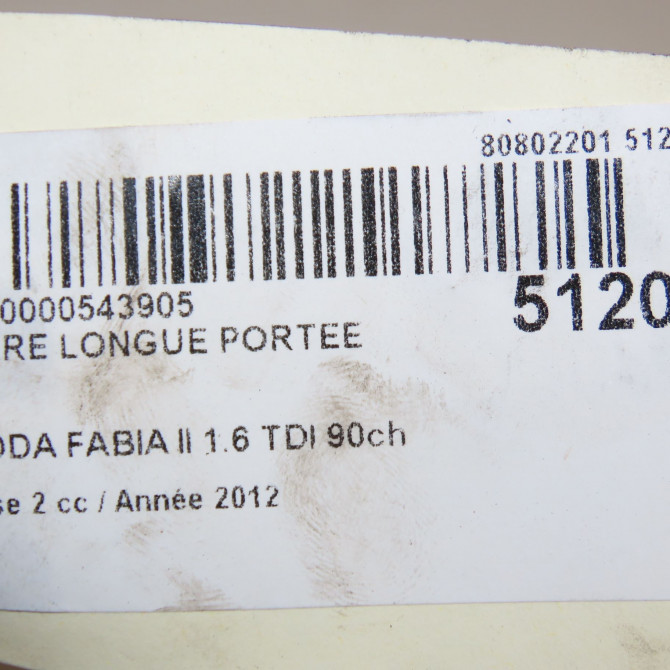 80802201 512
0000543905
5120
RE LONGUE PORTEE
ODA FABIA II 1.6 TDI 90ch
se 2 cc / Année 2012